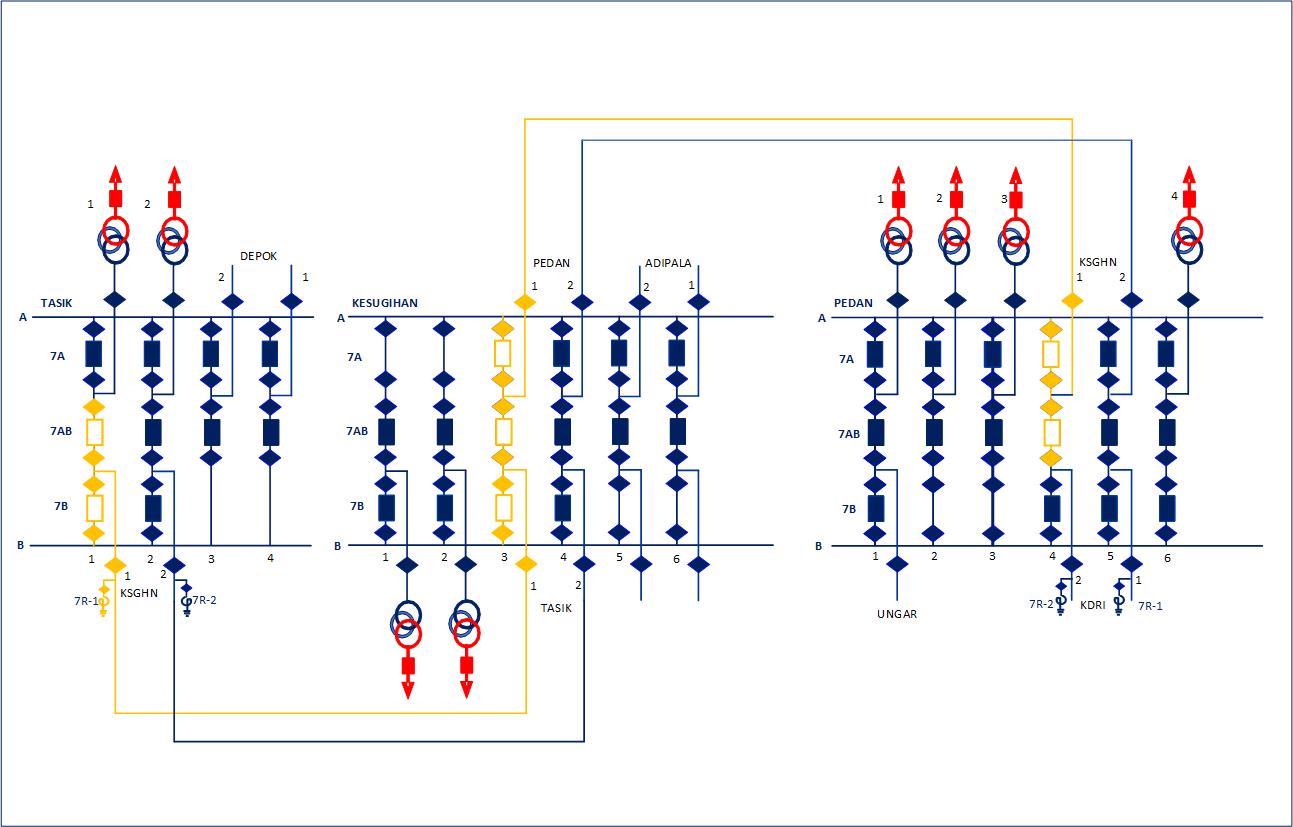 1 2 1 2 3 4
DEPOK PEDAN ADIPALA KSGHN
2 1 1 2 2 1 1 2
TASIK KESUGIHAN PEDAN
A A A
7A 7A 7A
7AB 7AB 7AB
7B 7B 7B
B B B
1 2 3 4 1 2 3 4 5 6 1 2 3 4 5 6
1 2 1 2 2 1
KSGHN
7R-1 7R-2 TASIK UNGAR 7R-2 KDRI 7R-1